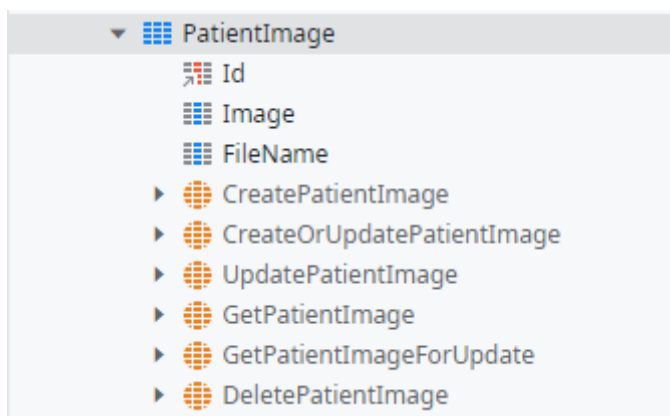 PatientImage
Id
Image
FileName
CreatePatientImage
CreateOrUpdatePatientImage
UpdatePatientImage
GetPatientImage
GetPatientImageForUpdate
DeletePatientImage